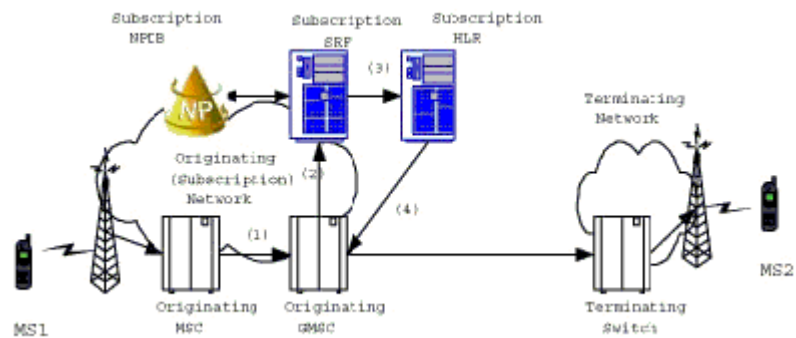 Subscription
NPDB
Subscription
SRF
Subscription
HLR
(3)
NP
Terminating
Network
Originating
(Subscription)
Network
(2)
(4)
(1)
MS1
Originating
MSC
Originating
GMSC
Terminating
Switch
MS2